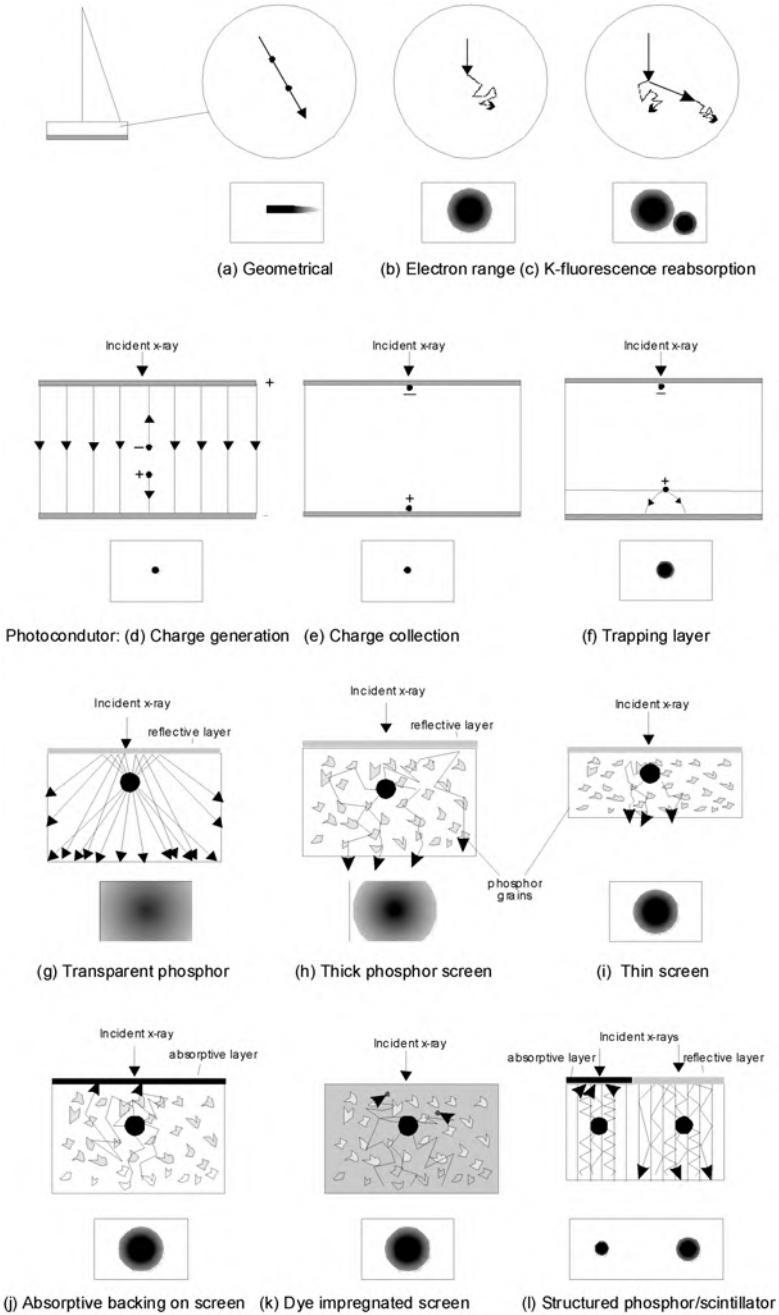 (a) Geometrical
(b) Electron range (c) K-fluorescence reabsorption
Incident x-ray
Incident x-ray
Incident x-ray
+
−
−
−
+
+
+
−
Photocondutor: (d) Charge generation
(e) Charge collection
(f) Trapping layer
Incident x-ray
reflective layer
Incident x-ray
reflective layer
Incident x-ray
phosphor
grains
(g) Transparent phosphor
(h) Thick phosphor screen
(i) Thin screen
Incident x-ray
absorptive layer
Incident x-ray
Incident x-rays
absorptive layer
reflective layer
(j) Absorptive backing on screen
(k) Dye impregnated screen
(l) Structured phosphor/scintillator